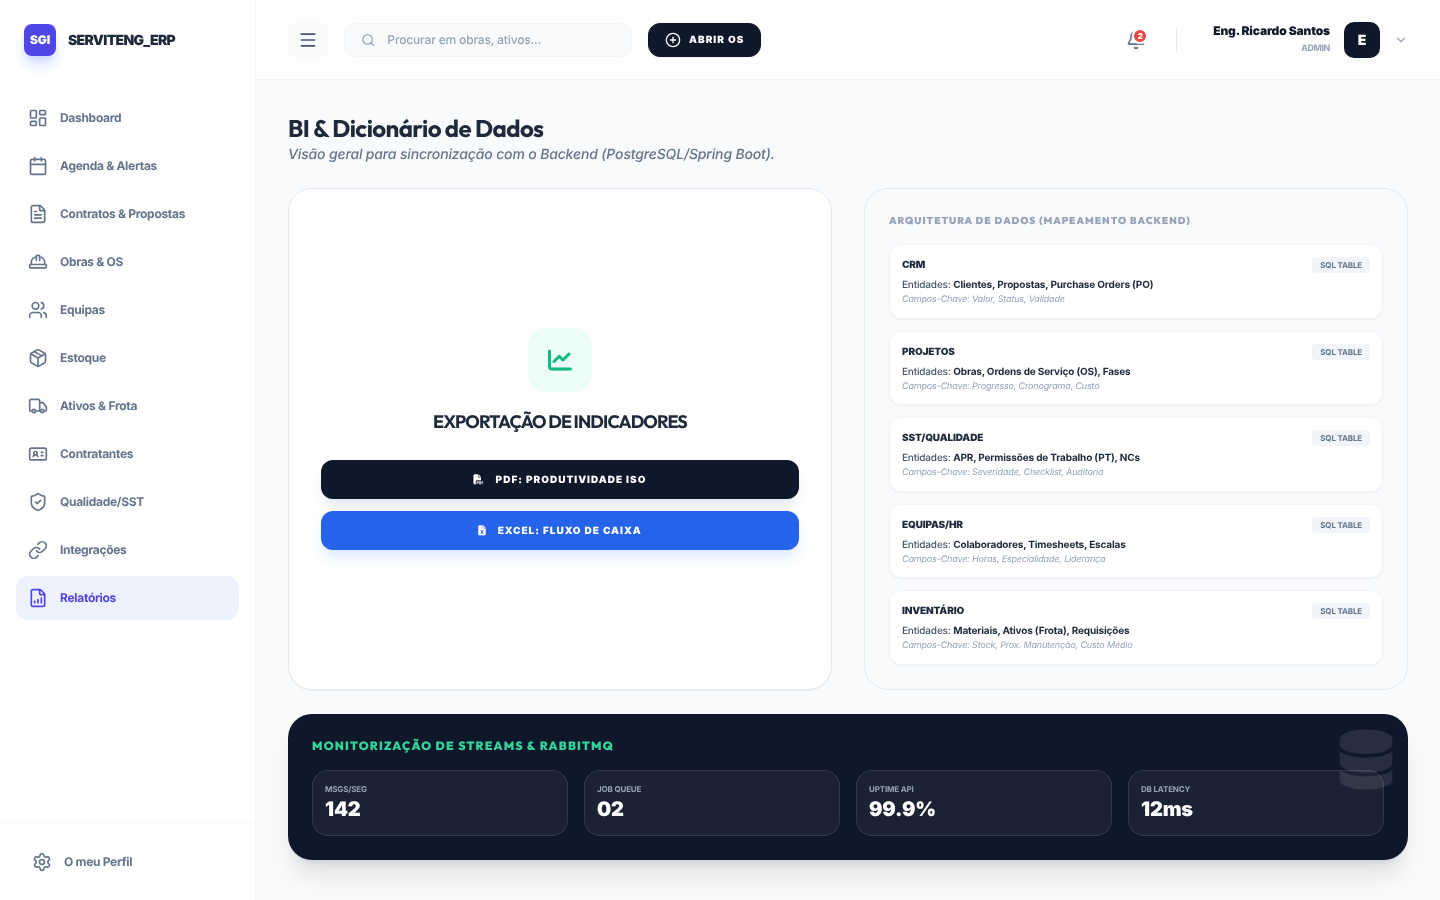 SGI SERVITENG_ERP
Procurar em obras, ativos...
ABRIR OS
2
Eng. Ricardo Santos
ADMIN
E
Dashboard
Agenda & Alertas
Contratos & Propostas
Obras & OS
Equipas
Estoque
Ativos & Frota
Contratantes
Qualidade/SST
Integrações
Relatórios
O meu Perfil
BI & Dicionário de Dados
Visão geral para sincronização com o Backend (PostgreSQL/Spring Boot).
EXPORTAÇÃO DE INDICADORES
PDF: PRODUTIVIDADE ISO
EXCEL: FLUXO DE CAIXA
ARQUITETURA DE DADOS (MAPEAMENTO BACKEND)
CRM
SQL TABLE
Entidades: Clientes, Propostas, Purchase Orders (PO)
Campos-Chave: Valor, Status, Validade
PROJETOS
SQL TABLE
Entidades: Obras, Ordens de Serviço (OS), Fases
Campos-Chave: Progresso, Cronograma, Custo
SST/QUALIDADE
SQL TABLE
Entidades: APR, Permissões de Trabalho (PT), NCs
Campos-Chave: Severidade, Checklist, Auditoria
EQUIPAS/HR
SQL TABLE
Entidades: Colaboradores, Timesheets, Escalas
Campos-Chave: Horas, Especialidade, Liderança
INVENTÁRIO
SQL TABLE
Entidades: Materiais, Ativos (Frota), Requisições
Campos-Chave: Stock, Prox. Manutenção, Custo Médio
MONITORIZAÇÃO DE STREAMS & RABBITMQ
MSGS/SEG
142
JOB QUEUE
02
UPTIME API
99.9%
DB LATENCY
12ms